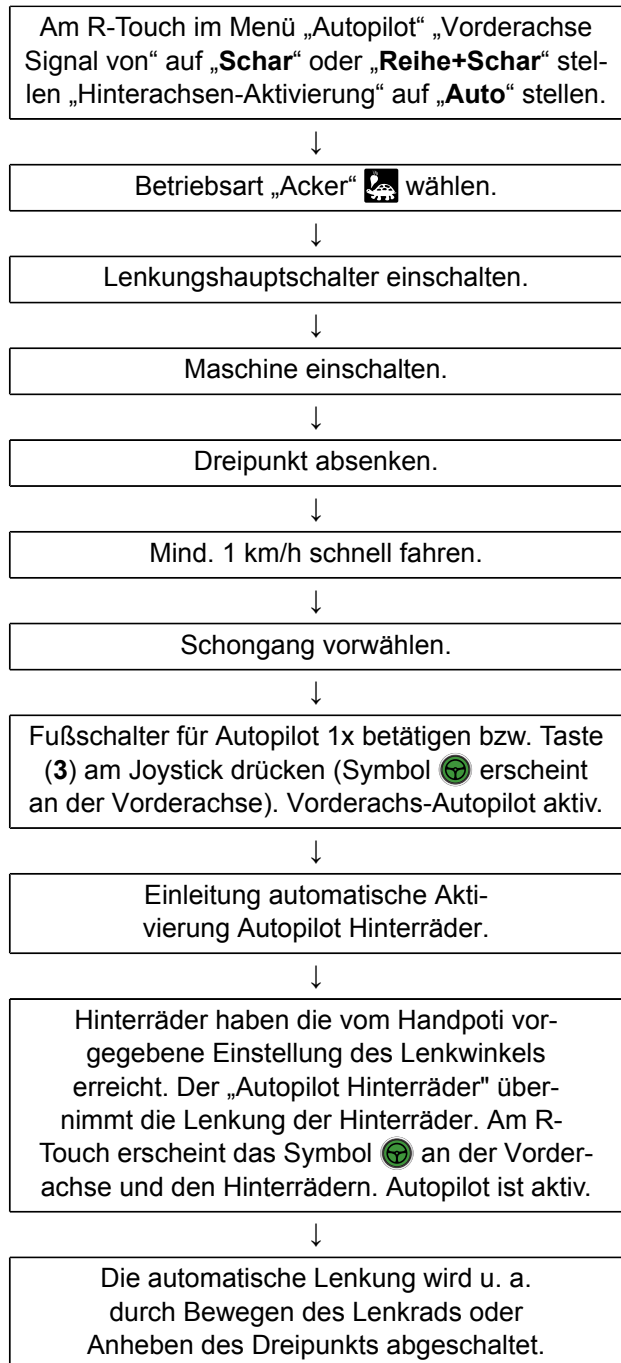 Am R-Touch im Menü „Autopilot“ „Vorderachse
Signal von“ auf „Schar“ oder „Reihe+Schar“ stel-
len „Hinterachsen-Aktivierung“ auf „Auto“ stellen.
↓
Betriebsart „Acker“ wählen.
↓
Lenkungshauptschalter einschalten.
↓
Maschine einschalten.
↓
Dreipunkt absenken.
↓
Mind. 1 km/h schnell fahren.
↓
Schongang vorwählen.
↓
Fußschalter für Autopilot 1x betätigen bzw. Taste
(3) am Joystick drücken (Symbol erscheint
an der Vorderachse). Vorderachs-Autopilot aktiv.
↓
Einleitung automatische Akti-
vierung Autopilot Hinterräder.
↓
Hinterräder haben die vom Handpoti vor-
gegebene Einstellung des Lenkwinkels
erreicht. Der „Autopilot Hinterräder" über-
nimmt die Lenkung der Hinterräder. Am R-
Touch erscheint das Symbol an der Vorder-
achse und den Hinterrädern. Autopilot ist aktiv.
↓
Die automatische Lenkung wird u. a.
durch Bewegen des Lenkrads oder
Anheben des Dreipunkts abgeschaltet.